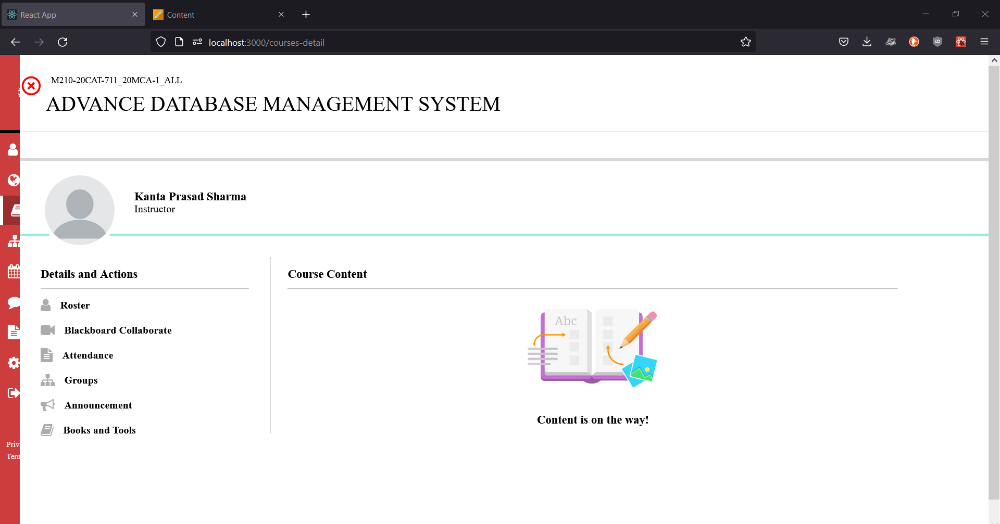 React App
Content
localhost:3000/courses-detail
M210-20CAT-711_20MCA-1_ALL
ADVANCE DATABASE MANAGEMENT SYSTEM
Kanta Prasad Sharma
Instructor
Details and Actions
Roster
Blackboard Collaborate
Attendance
Groups
Announcement
Books and Tools
Course Content
Abc
Content is on the way!
Priv
Tern